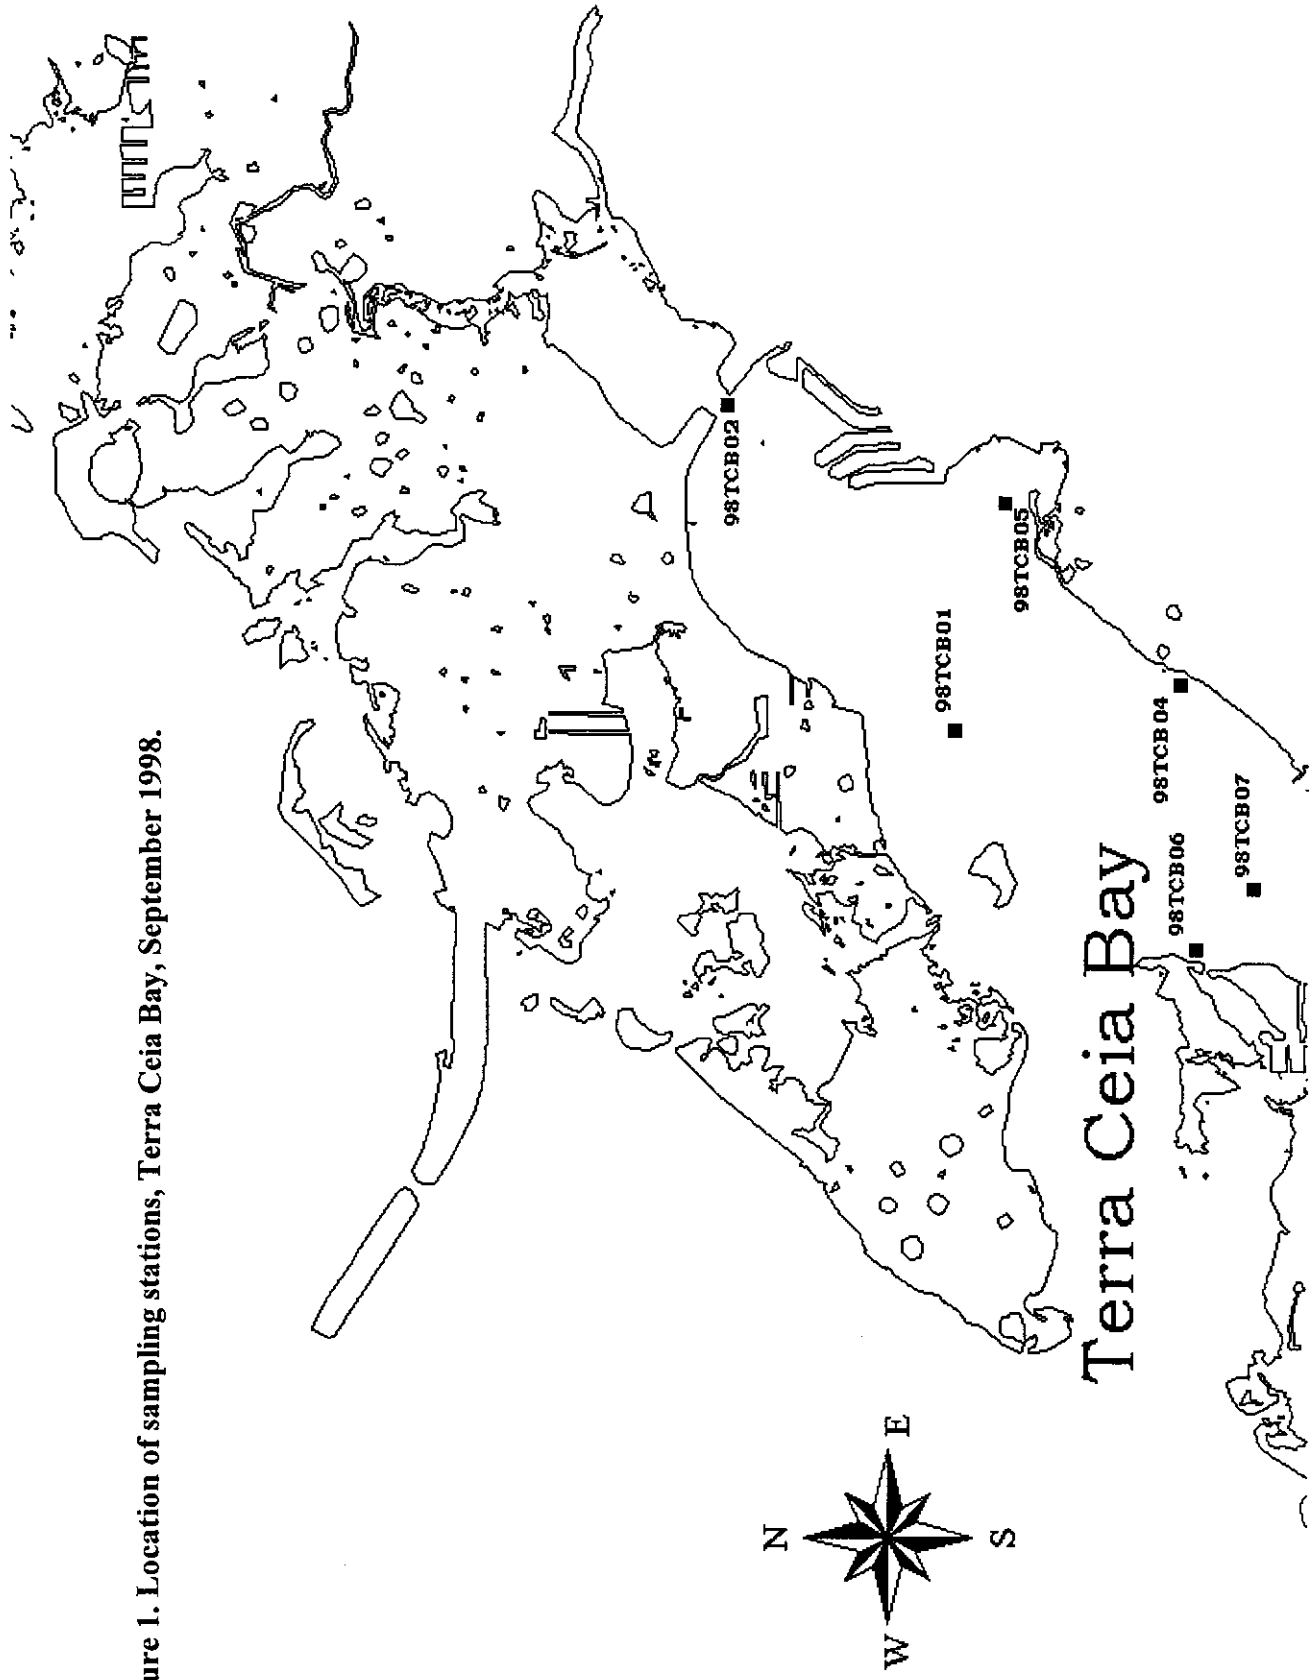 ure 1. Location of sampling stations, Terra Ceia Bay, September 1998.
N
W
E
S
98TCB02
98TCB01
98TCB05
98TCB04
98TCB06
98TCB07
Terra Ceia Bay